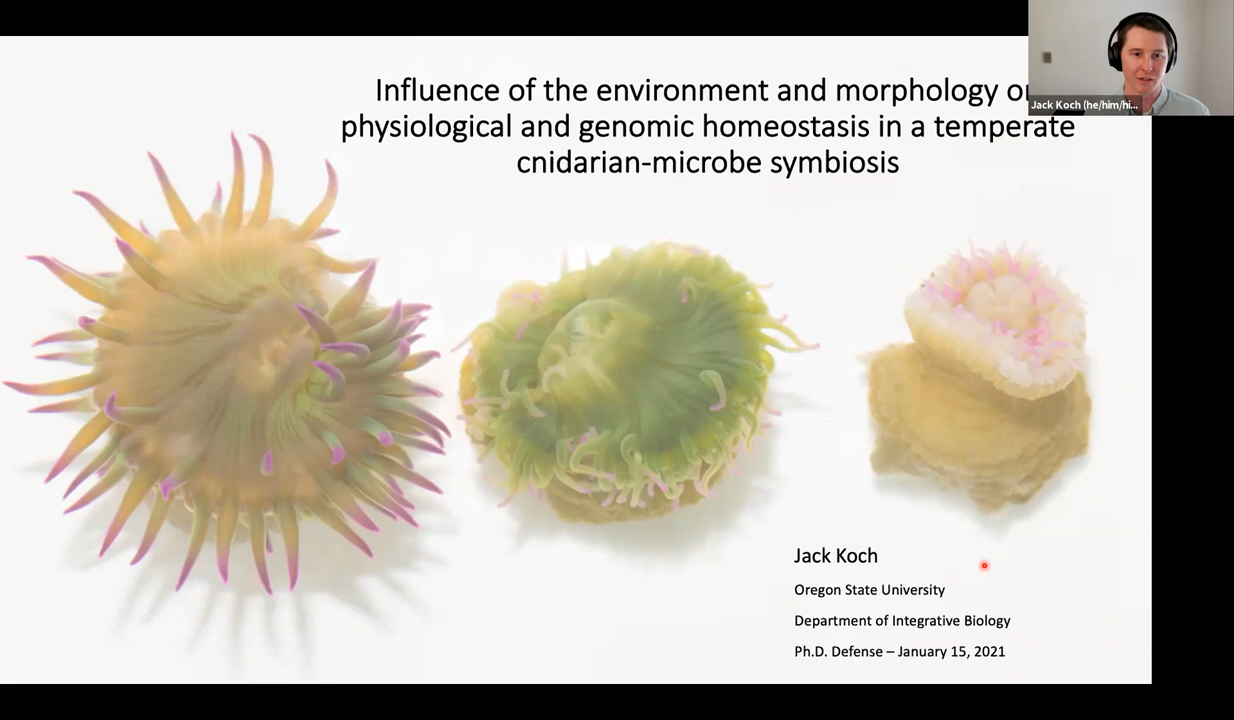 Influence of the environment and morphology on
physiological and genomic homeostasis in a temperate
cnidarian-microbe symbiosis
Jack Koch (he/him/hi...
Jack Koch
Oregon State University
Department of Integrative Biology
Ph.D. Defense – January 15, 2021